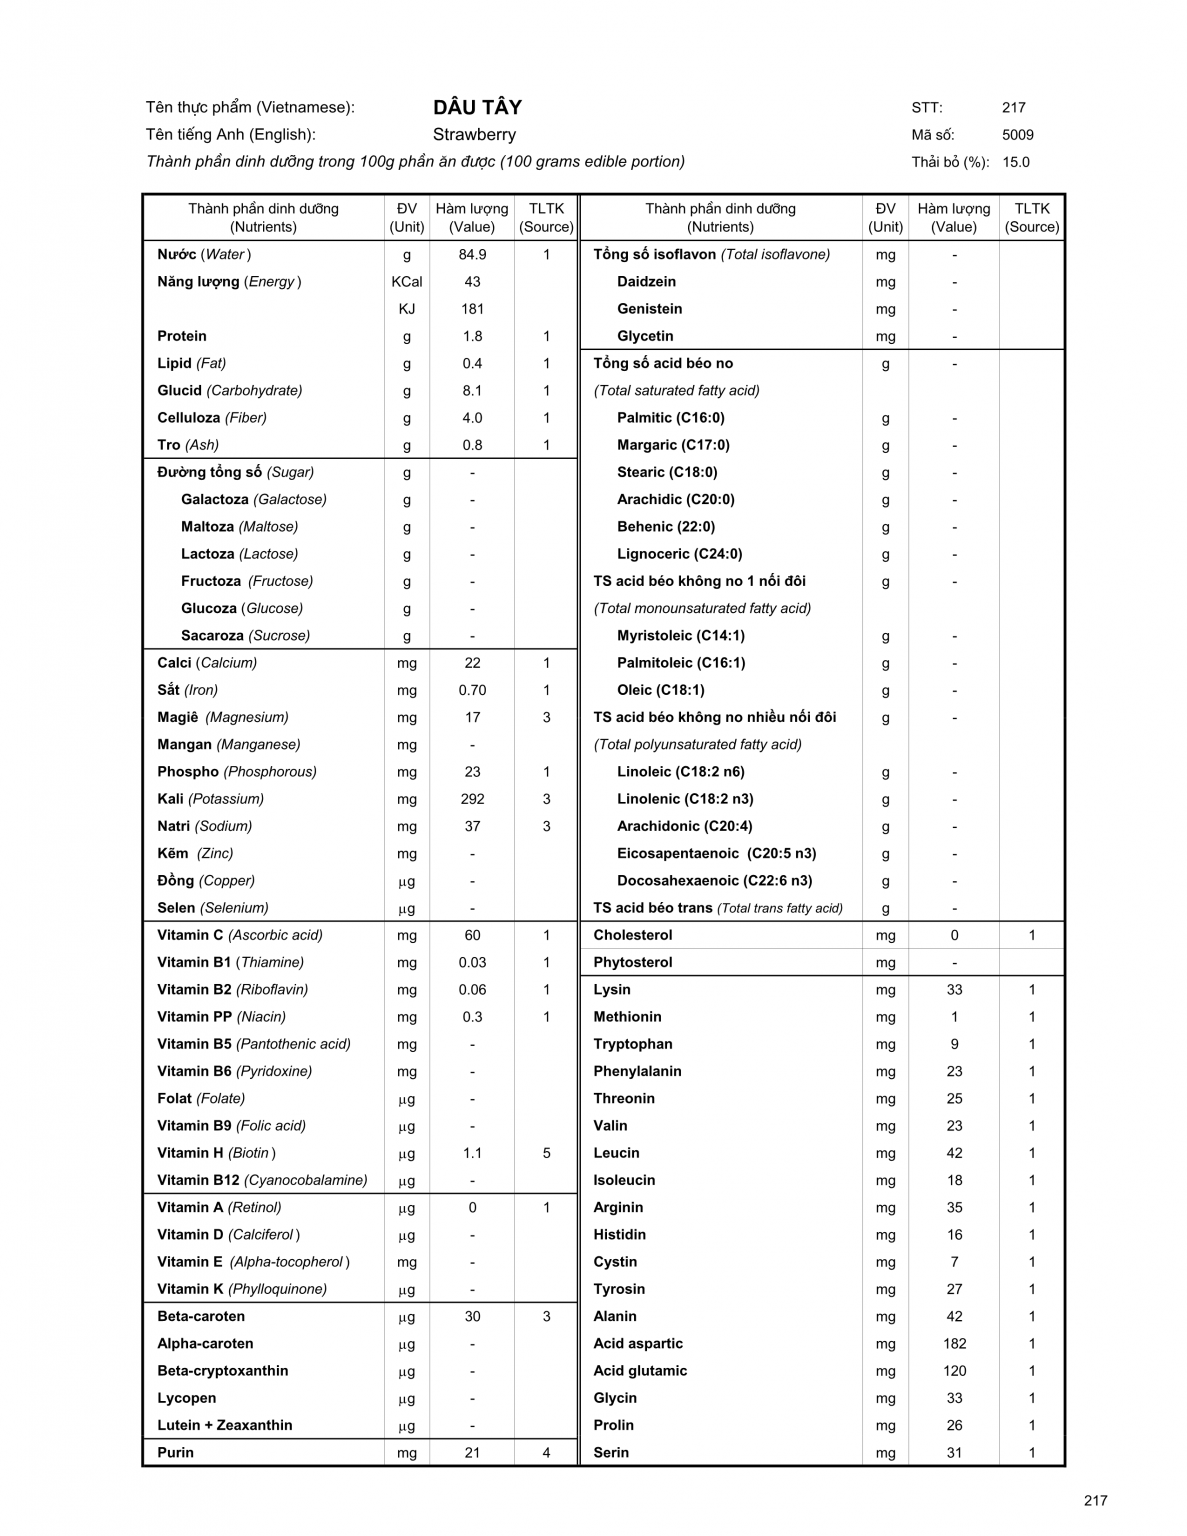 Tên thực phẩm (Vietnamese): DÂU TÂY STT: 217
Tên tiếng Anh (English): Strawberry Mã số: 5009
Thành phần dinh dưỡng trong 100g phần ăn được (100 grams edible portion) Thải bỏ (%): 15.0
Thành phần dinh dưỡng ĐV Hàm lượng TLTK Thành phần dinh dưỡng ĐV Hàm lượng TLTK
(Nutrients) (Unit) (Value) (Source) (Nutrients) (Unit) (Value) (Source)
Nước (Water) g 84.9 1 Tổng số isoflavon (Total isoflavone) mg -
Năng lượng (Energy) KCal 43 Daidzein mg -
KJ 181 Genistein mg -
Protein g 1.8 1 Glycetin mg -
Lipid (Fat) g 0.4 1 Tổng số acid béo no g -
Glucid (Carbohydrate) g 8.1 1 (Total saturated fatty acid)
Celluloza (Fiber) g 4.0 1 Palmitic (C16:0) g -
Tro (Ash) g 0.8 1 Margaric (C17:0) g -
Đường tổng số (Sugar) g - Stearic (C18:0) g -
Galactoza (Galactose) g - Arachidic (C20:0) g -
Maltoza (Maltose) g - Behenic (22:0) g -
Lactoza (Lactose) g - Lignoceric (C24:0) g -
Fructoza (Fructose) g - TS acid béo không no 1 nối đôi g -
Glucoza (Glucose) g - (Total monounsaturated fatty acid)
Sacaroza (Sucrose) g - Myristoleic (C14:1) g -
Calci (Calcium) mg 22 1 Palmitoleic (C16:1) g -
Sắt (Iron) mg 0.70 1 Oleic (C18:1) g -
Magiê (Magnesium) mg 17 3 TS acid béo không no nhiều nối đôi g -
Mangan (Manganese) mg - (Total polyunsaturated fatty acid)
Phospho (Phosphorous) mg 23 1 Linoleic (C18:2 n6) g -
Kali (Potassium) mg 292 3 Linolenic (C18:2 n3) g -
Natri (Sodium) mg 37 3 Arachidonic (C20:4) g -
Kẽm (Zinc) mg - Eicosapentaenoic (C20:5 n3) g -
Đồng (Copper) μg - Docosahexaenoic (C22:6 n3) g -
Selen (Selenium) μg - TS acid béo trans (Total trans fatty acid) g -
Vitamin C (Ascorbic acid) mg 60 1 Cholesterol mg 0 1
Vitamin B1 (Thiamine) mg 0.03 1 Phytosterol mg -
Vitamin B2 (Riboflavin) mg 0.06 1 Lysin mg 33 1
Vitamin PP (Niacin) mg 0.3 1 Methionin mg 1 1
Vitamin B5 (Pantothenic acid) mg - Tryptophan mg 9 1
Vitamin B6 (Pyridoxine) mg - Phenylalanin mg 23 1
Folat (Folate) μg - Threonin mg 25 1
Vitamin B9 (Folic acid) μg - Valin mg 23 1
Vitamin H (Biotin) μg 1.1 5 Leucin mg 42 1
Vitamin B12 (Cyanocobalamine) μg - Isoleucin mg 18 1
Vitamin A (Retinol) μg 0 1 Arginin mg 35 1
Vitamin D (Calciferol) μg - Histidin mg 16 1
Vitamin E (Alpha-tocopherol) mg - Cystin mg 7 1
Vitamin K (Phylloquinone) μg - Tyrosin mg 27 1
Beta-caroten μg 30 3 Alanin mg 42 1
Alpha-caroten μg - Acid aspartic mg 182 1
Beta-cryptoxanthin μg - Acid glutamic mg 120 1
Lycopen μg - Glycin mg 33 1
Lutein + Zeaxanthin μg - Prolin mg 26 1
Purin mg 21 4 Serin mg 31 1
217